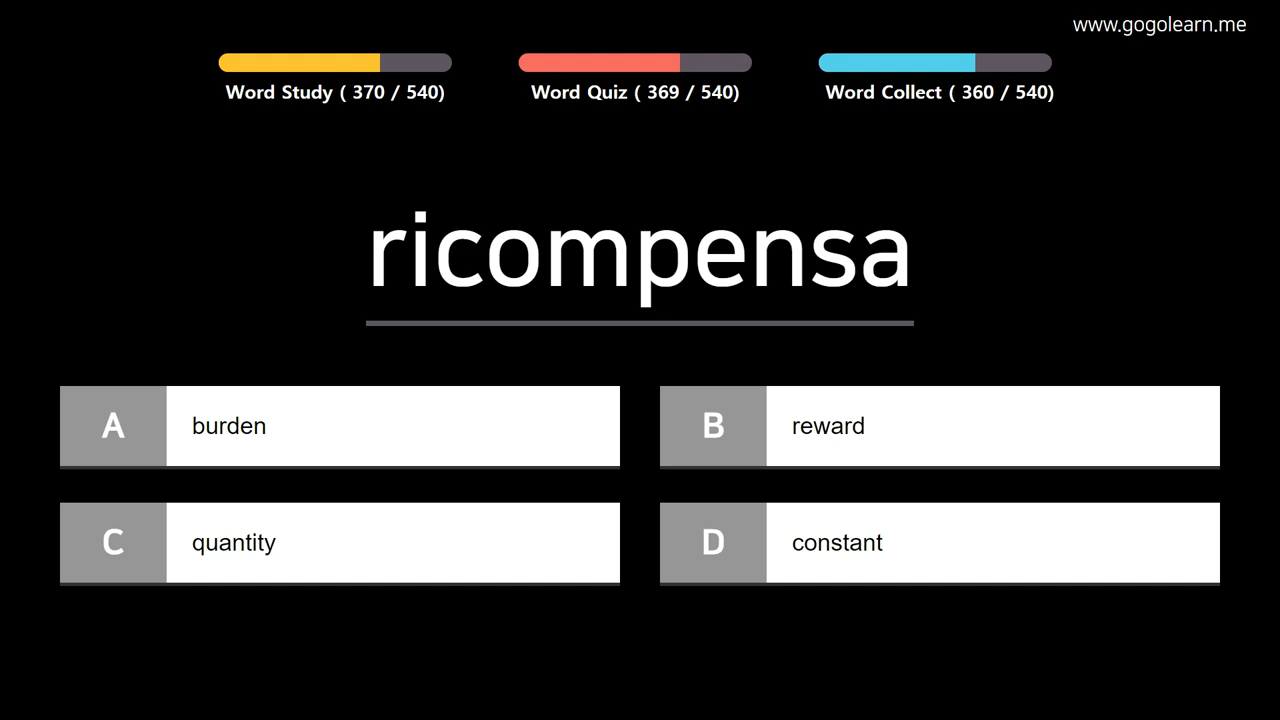 www.gogolearn.me
Word Study ( 370 / 540)
Word Quiz ( 369 / 540)
Word Collect ( 360 / 540)
ricompensa
A burden
B reward
C quantity
D constant